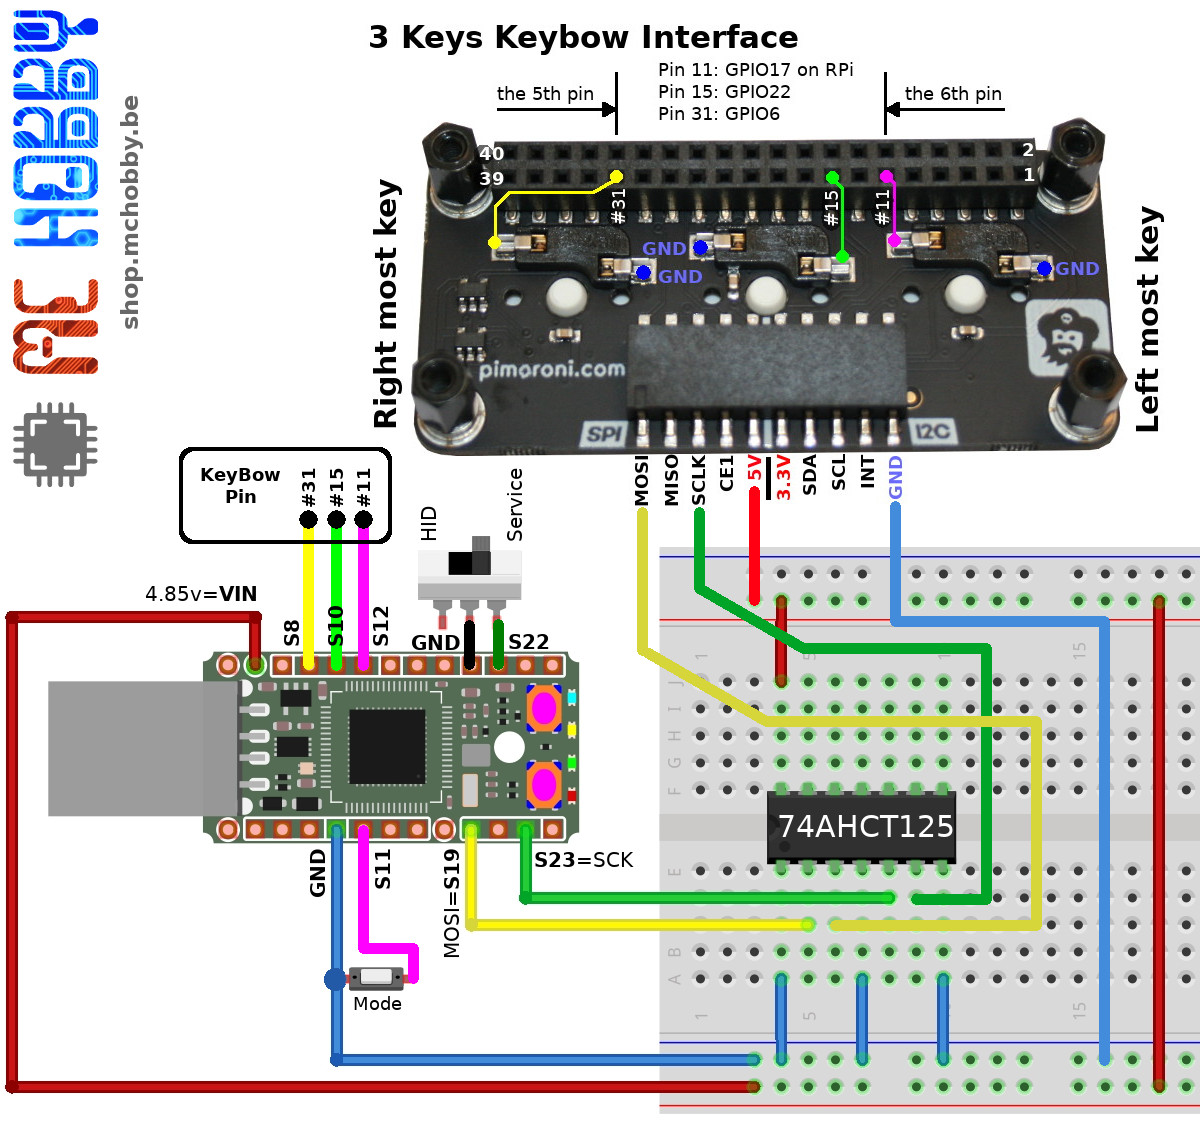 3 Keys Keybow Interface
Pin 11: GPIO17 on RPi
Pin 15: GPIO22
Pin 31: GPIO6
the 5th pin
the 6th pin
MC HOBBY
shop.mchobby.be
40
39
2
1
#31
#15
#11
GND
GND
GND
Right most key
Left most key
pimoroni.com
SPI
I2C
MOSI
MISO
SCLK
CE1
5V
3.3V
SDA
SCL
INT
GND
KeyBow
Pin
#31
#15
#11
HID
Service
4.85v=VIN
S8
S10
S12
GND
S22
1
5
15
J
I
H
G
F
74AHCT125
E
B
A
1
5
15
GND
S11
MOSI=S19
S23=SCK
Mode